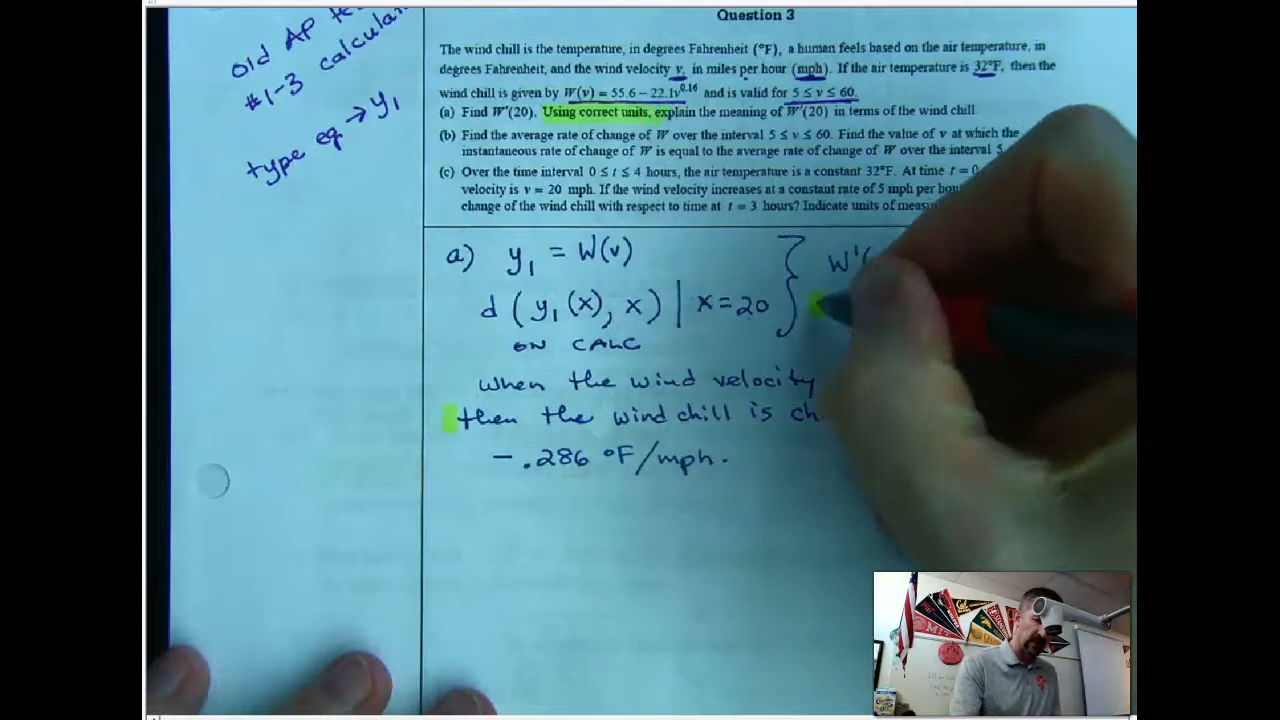 old AP
#1-3 calculator
type eq → y₁
Question 3
The wind chill is the temperature, in degrees Fahrenheit (°F), a human feels based on the air temperature, in
degrees Fahrenheit, and the wind velocity v, in miles per hour (mph). If the air temperature is 32°F, then the
wind chill is given by W(v) = 55.6 − 22.1v^0.16 and is valid for 5 ≤ v ≤ 60.
(a) Find W'(20). Using correct units, explain the meaning of W'(20) in terms of the wind chill.
(b) Find the average rate of change of W over the interval 5 ≤ v ≤ 60. Find the value of v at which the
instantaneous rate of change of W is equal to the average rate of change of W over the interval 5
(c) Over the time interval 0 ≤ t ≤ 4 hours, the air temperature is a constant 32°F. At time t = 0
velocity is v = 20 mph. If the wind velocity increases at a constant rate of 5 mph per hou
change of the wind chill with respect to time at t = 3 hours? Indicate units of
a) y₁ = W(v)
d ( y₁(x), x) | x=20 } W'(
ON CALC
when the wind velocity
then the wind chill is ch
− .286 °F/mph.
MIT